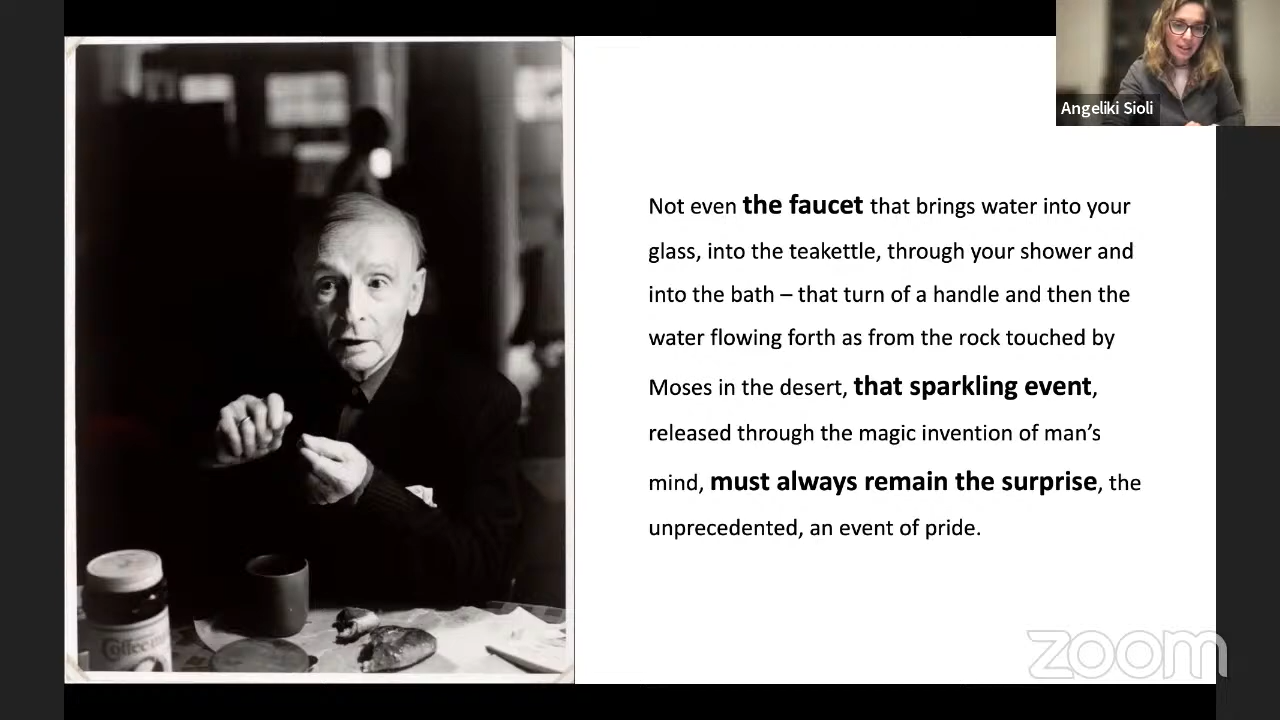 Angeliki Sioli
Not even the faucet that brings water into your
glass, into the teakettle, through your shower and
into the bath – that turn of a handle and then the
water flowing forth as from the rock touched by
Moses in the desert, that sparkling event,
released through the magic invention of man’s
mind, must always remain the surprise, the
unprecedented, an event of pride.
zoom